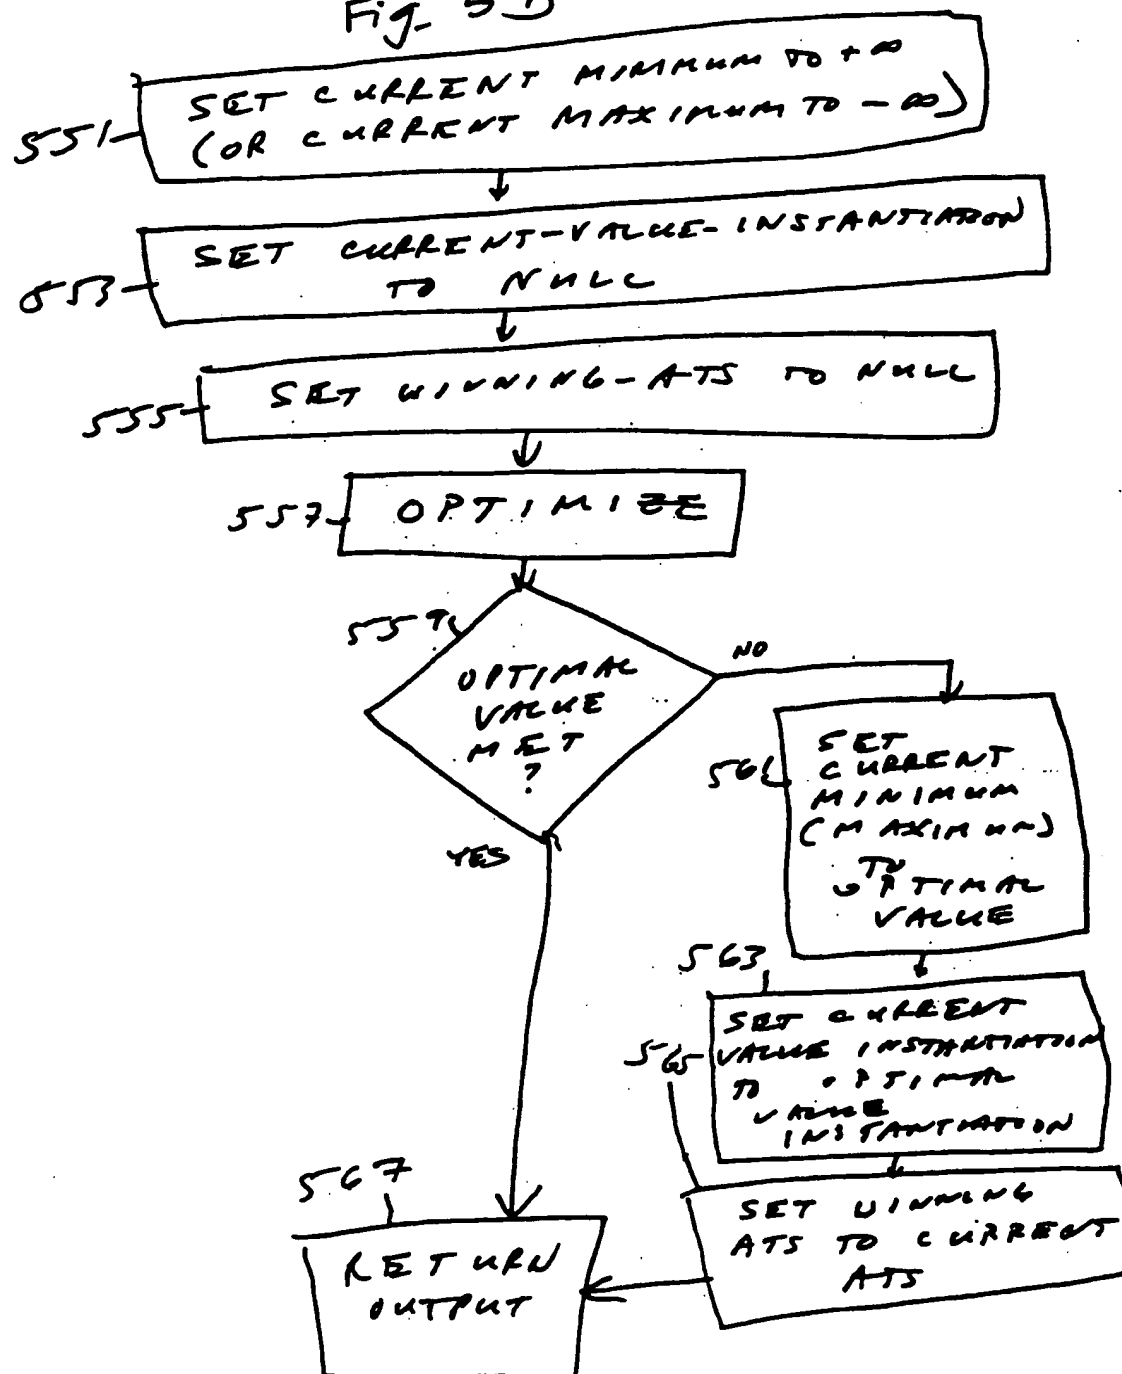 Fig. 5D
551
SET CURRENT MINIMUM TO + ∞
(OR CURRENT MAXIMUM TO - ∞)
553
SET CURRENT-VALUE-INSTANTIATION
TO NULL
555
SET WINNING-ATS TO NULL
557
OPTIMIZE
559
OPTIMAL
VALUE
MET
?
NO
YES
561
SET
CURRENT
MINIMUM
(MAXIMUM)
TO
OPTIMAL
VALUE
563
SET CURRENT
VALUE INSTANTIATION
TO OPTIMAL
VALUE
INSTANTIATION
565
SET WINNING
ATS TO CURRENT
ATS
567
RETURN
OUTPUT